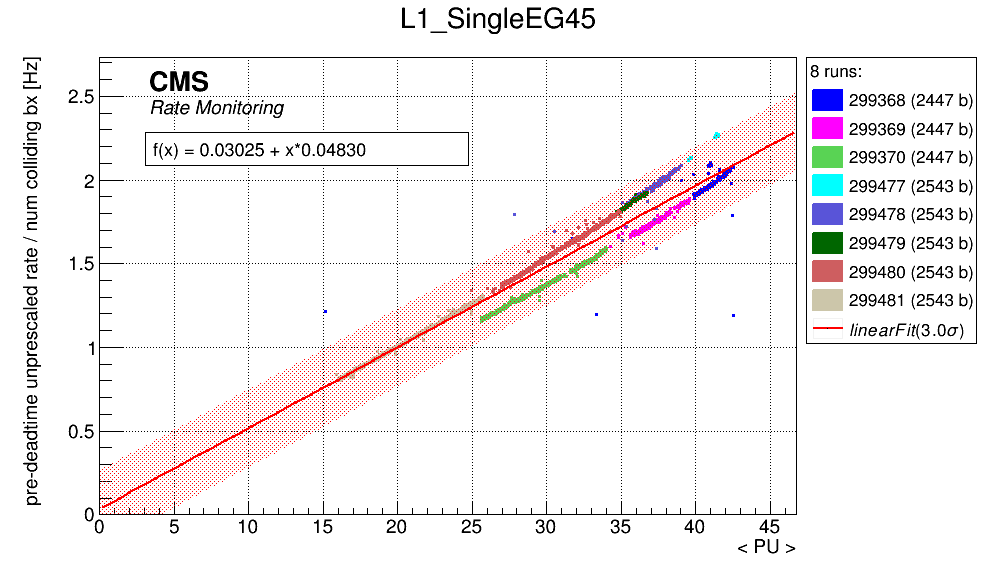 L1_SingleEG45
pre-deadtime unprescaled rate / num colliding bx [Hz]
CMS
Rate Monitoring
f(x) = 0.03025 + x*0.04830
2.5
2
1.5
1
0.5
0
0 5 10 15 20 25 30 35 40 45
< PU >
8 runs:
299368 (2447 b)
299369 (2447 b)
299370 (2447 b)
299477 (2543 b)
299478 (2543 b)
299479 (2543 b)
299480 (2543 b)
299481 (2543 b)
linearFit(3.0σ)